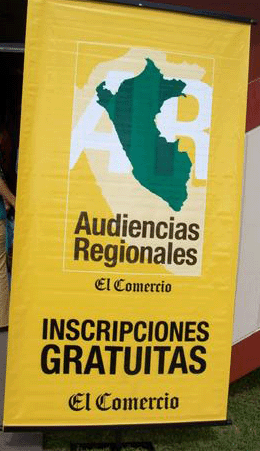 AR
Audiencias
Regionales
El Comercio
INSCRIPCIONES
GRATUITAS
El Comercio